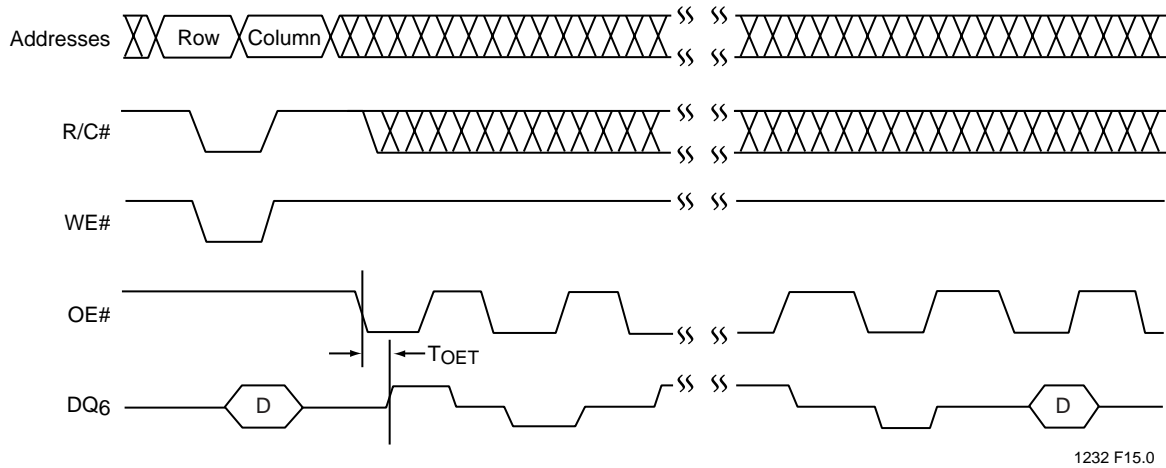 Addresses Row Column
R/C#
WE#
OE#
TOET
DQ6 D D
1232 F15.0